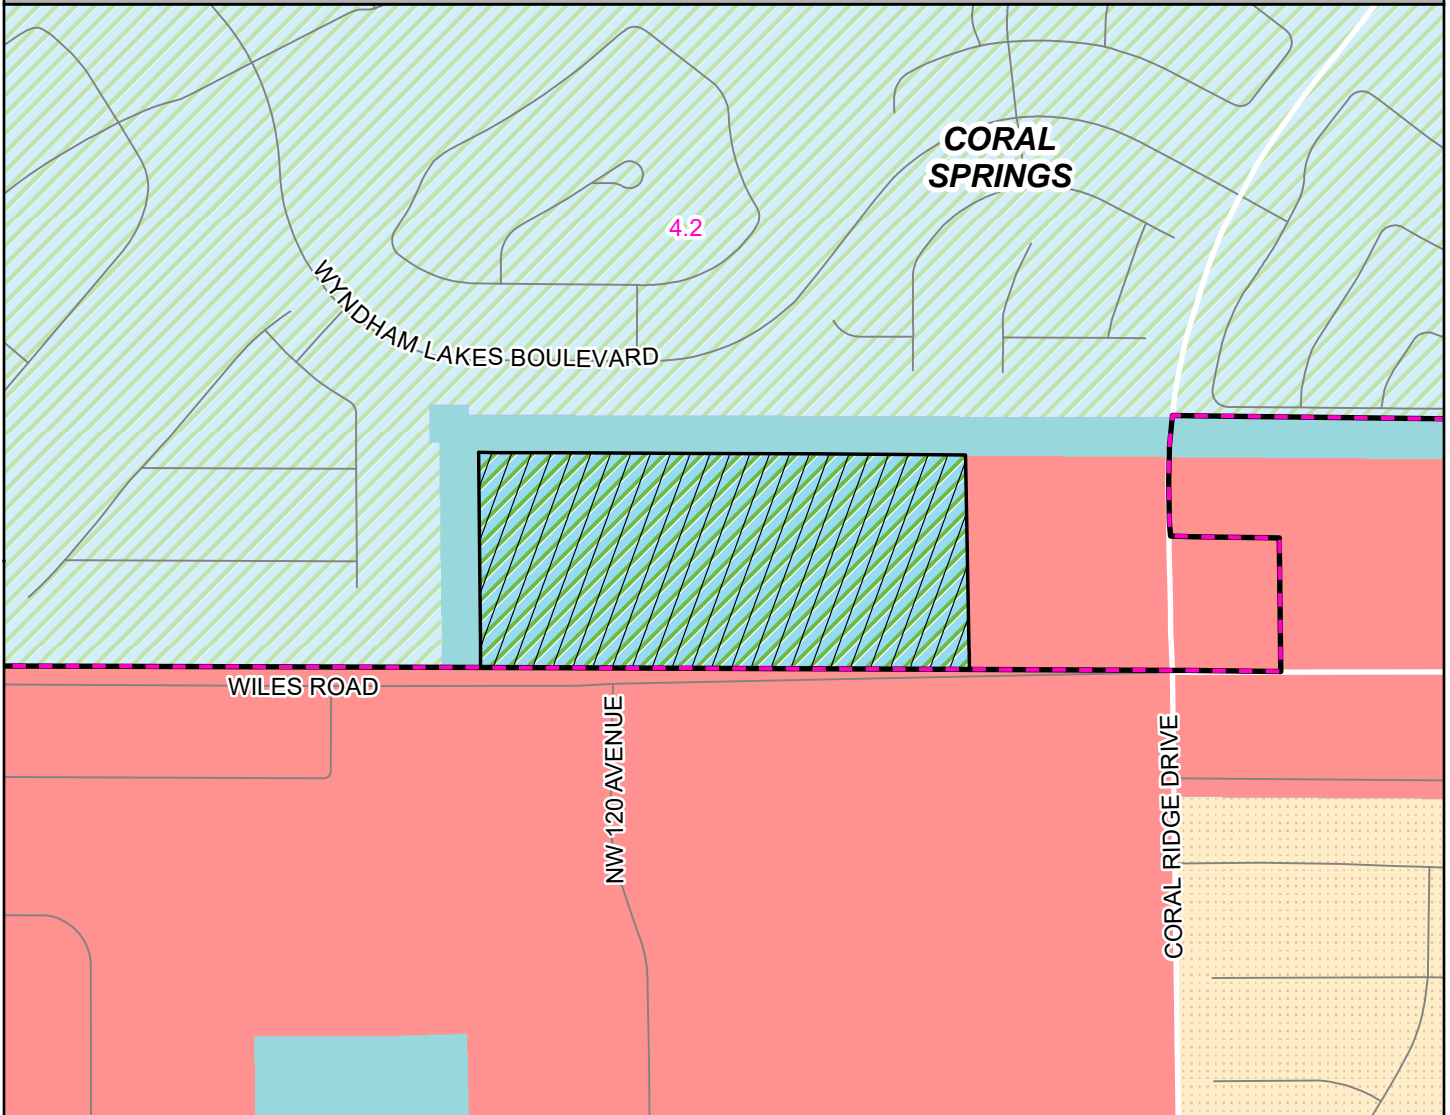 CORAL
SPRINGS
4.2
WYNDHAM LAKES BOULEVARD
WILES ROAD
NW 120 AVENUE
CORAL RIDGE DRIVE